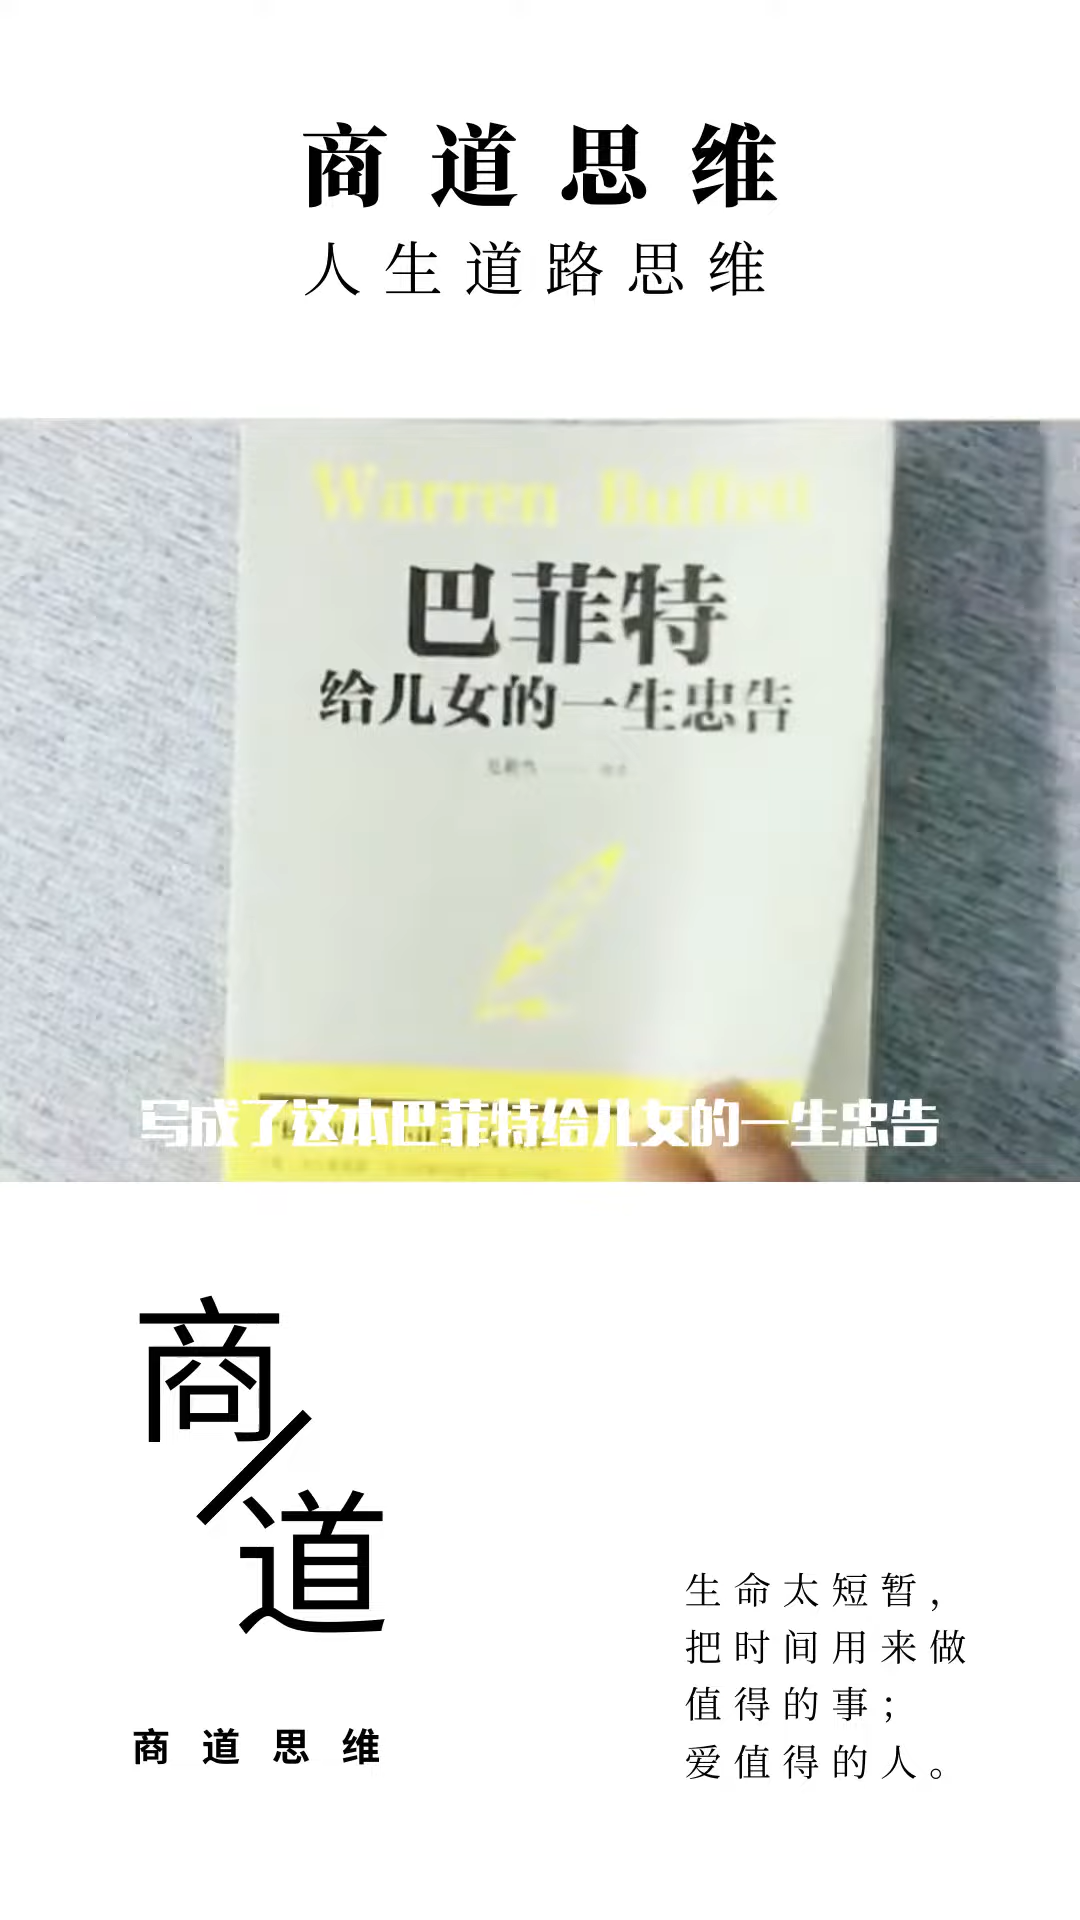 商道思维
人生道路思维
Warren Buffett
巴菲特
给儿女的一生忠告
写成了这本巴菲特给儿女的一生忠告
商
道
商道思维
生命太短暂，
把时间用来做
值得的事；
爱值得的人。